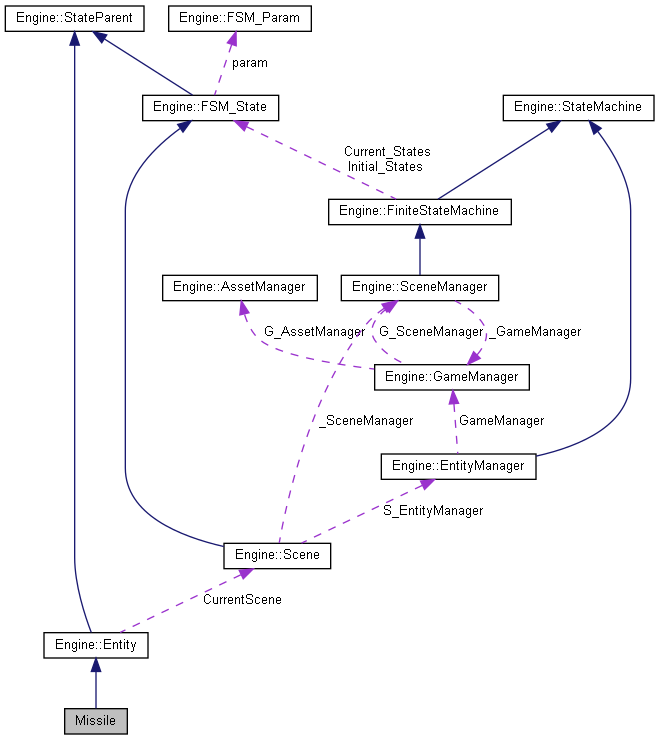 Engine::StateParent
Engine::FSM_Param
param
Engine::FSM_State
Engine::StateMachine
Current_States
Initial_States
Engine::FiniteStateMachine
Engine::AssetManager
Engine::SceneManager
G_AssetManager
G_SceneManager
_GameManager
Engine::GameManager
_SceneManager
GameManager
Engine::EntityManager
S_EntityManager
Engine::Scene
CurrentScene
Engine::Entity
Missile